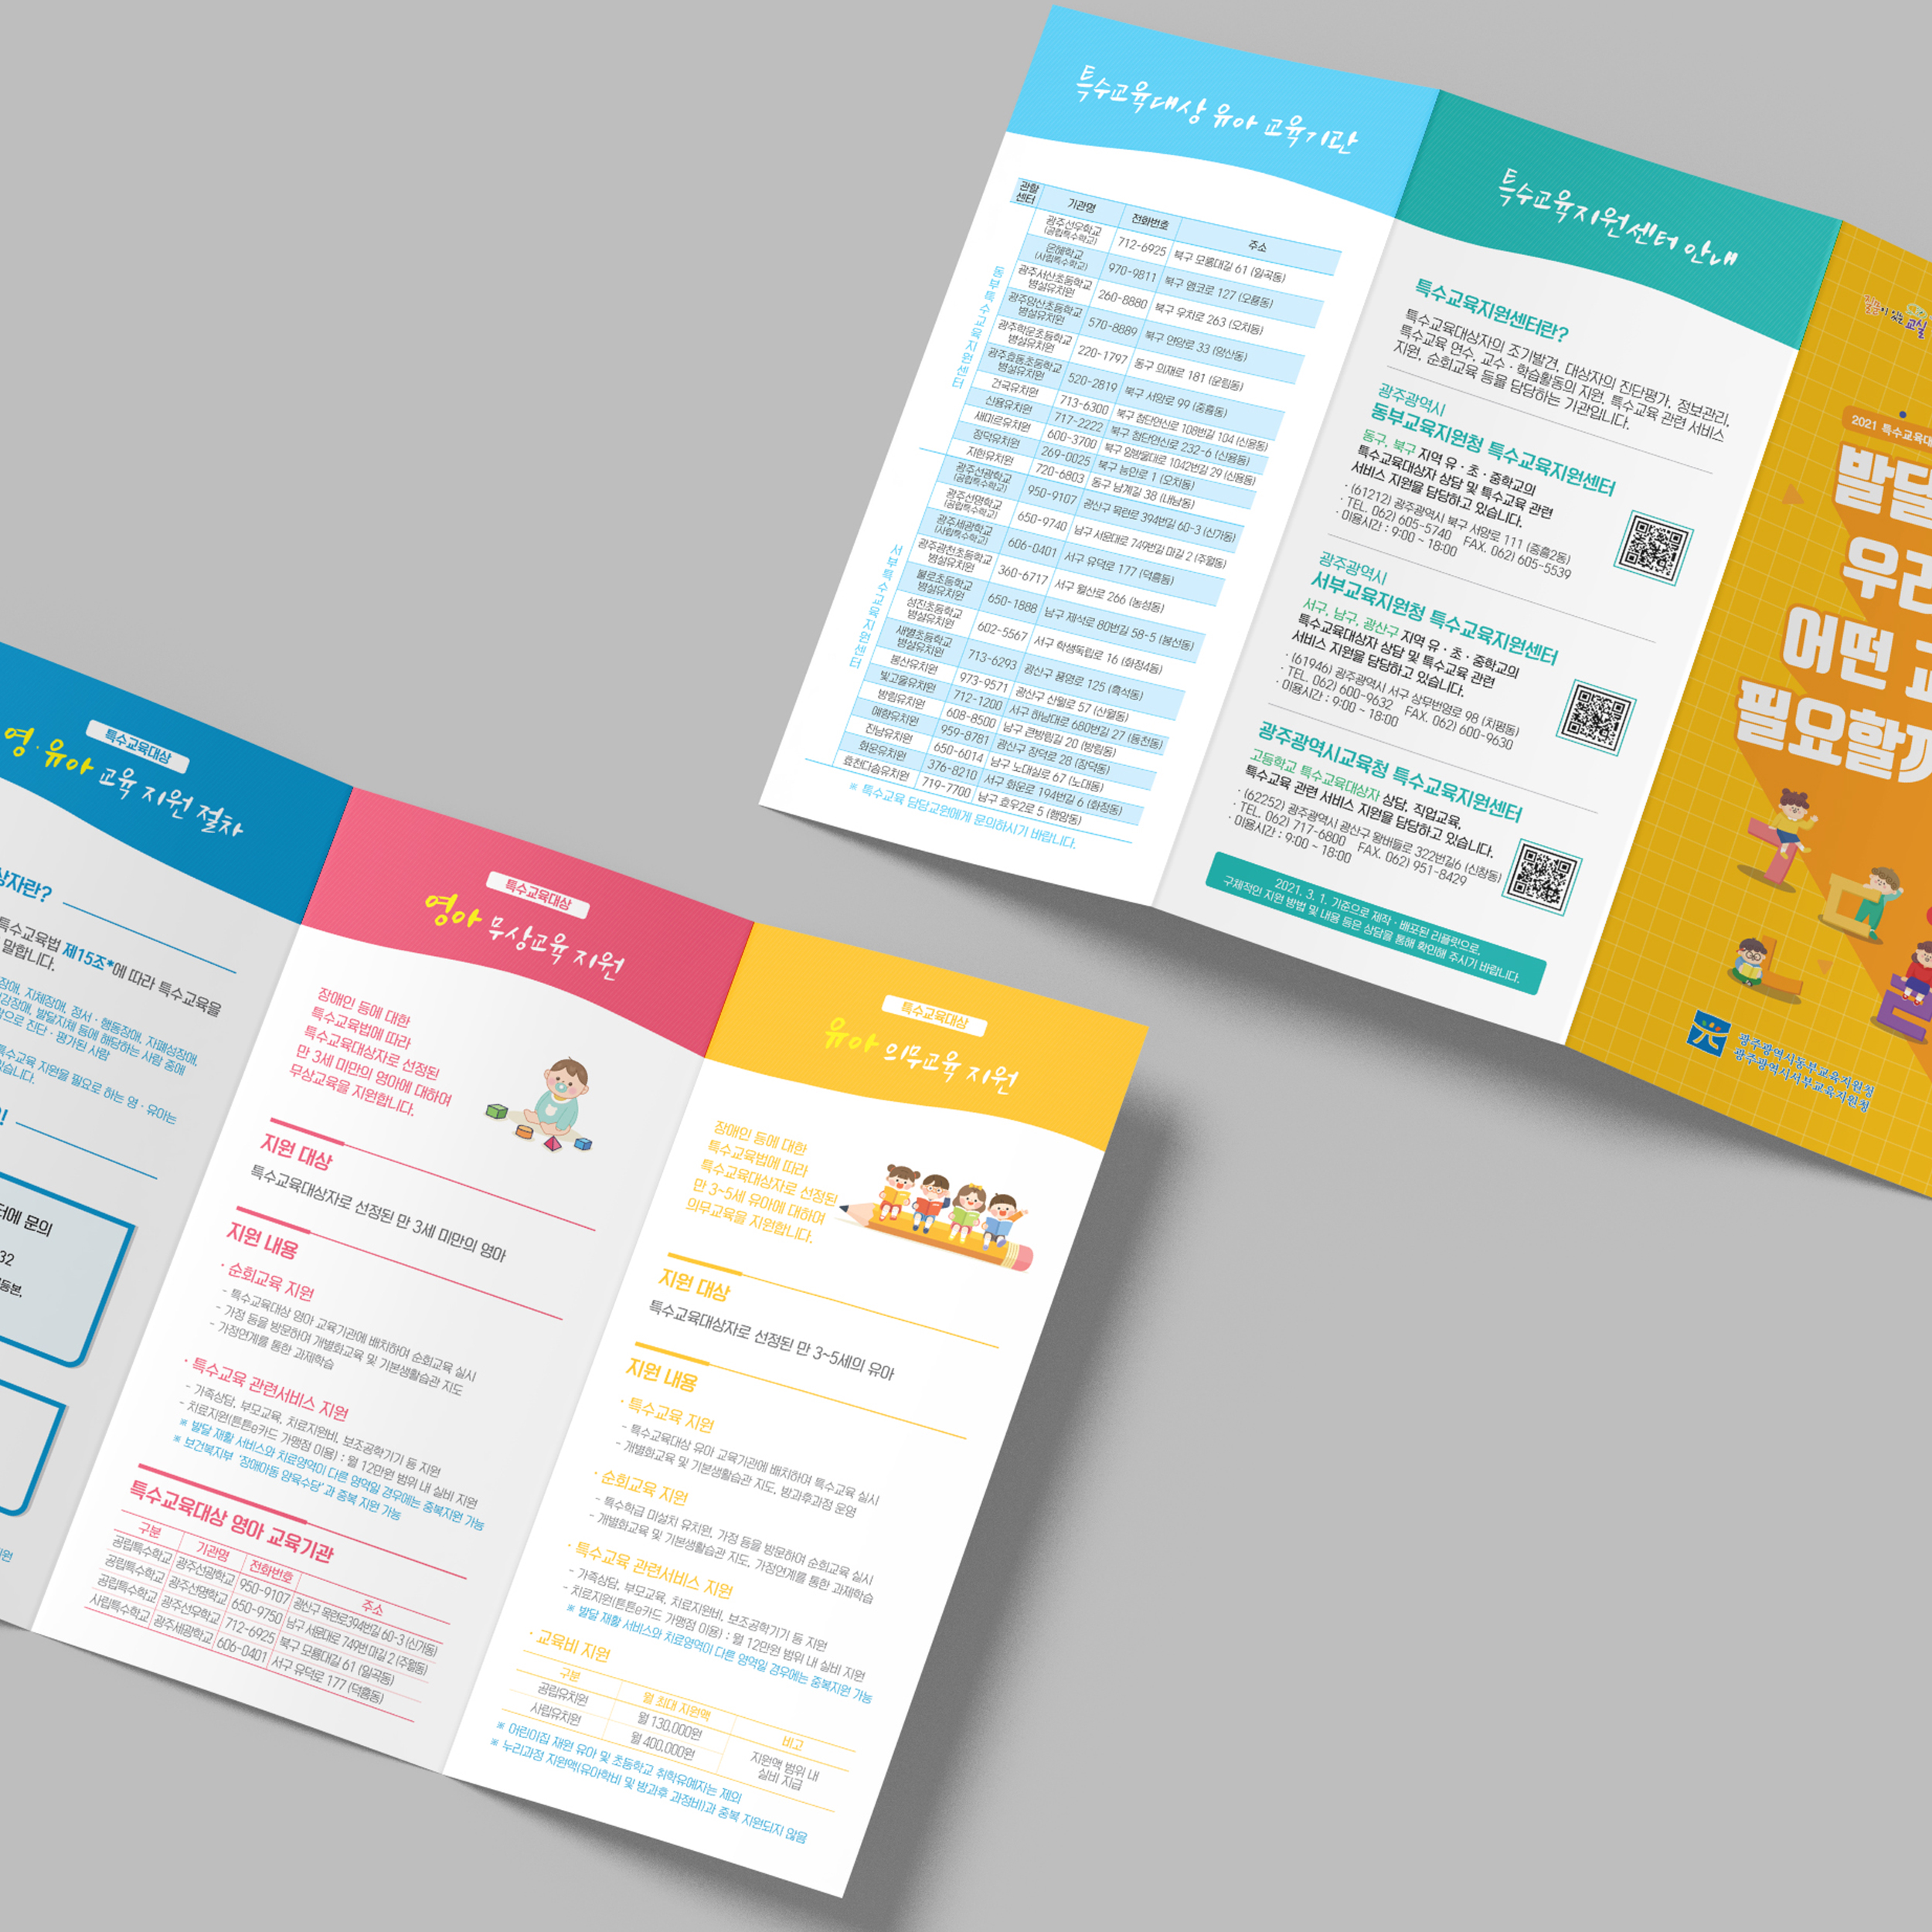 특수교육대상 유아 교육기관
관할
센터
기관명 전화번호 주소
동부특수교육지원센터
광주선우학교
(공립특수학교)
712-6925 북구 모룡대길 61 (일곡동)
은혜학교
(사립특수학교)
970-9811 북구 앰코로 127 (오룡동)
광주서산초등학교
병설유치원
260-8880 북구 우치로 263 (오치동)
광주양산초등학교
병설유치원
570-8889 북구 연양로 33 (양산동)
광주학운초등학교
병설유치원
220-1797 동구 의재로 181 (운림동)
광주효동초등학교
병설유치원
520-2819 북구 서양로 99 (중흥동)
건국유치원 713-6300 북구 첨단연신로 108번길 104 (신용동)
신용유치원 717-2222 북구 첨단연신로 232-6 (신용동)
새미르유치원 600-3700 북구 임방울대로 1042번길 29 (신용동)
정덕유치원 269-0025 북구 능안로 1 (오치동)
지한유치원 720-6803 동구 남계길 38 (내남동)
서부특수교육지원센터
광주선광학교
(공립특수학교)
950-9107 광산구 목련로 394번길 60-3 (신가동)
광주선명학교
(공립특수학교)
650-9740 남구 서문대로 749번길 마길 2 (주월동)
광주세광학교
(사립특수학교)
606-0401 서구 유덕로 177 (덕흥동)
광주광천초등학교
병설유치원
360-6717 서구 월산로 266 (농성동)
불로초등학교
병설유치원
650-1888 남구 제석로 80번길 58-5 (봉선동)
성진초등학교
병설유치원
602-5567 서구 학생독립로 16 (화정4동)
새별초등학교
병설유치원
713-6293 광산구 풍영로 125 (흑석동)
봉산유치원 973-9571 광산구 산월로 57 (산월동)
빛고을유치원 712-1200 서구 하남대로 680번길 27 (동천동)
방림유치원 608-8500 남구 큰방림길 20 (방림동)
예향유치원 959-8781 광산구 장덕로 28 (장덕동)
진남유치원 650-6014 남구 노대실로 67 (노대동)
화운유치원 376-8210 서구 화운로 194번길 6 (화정동)
효천다솜유치원 719-7700 남구 효우2로 5 (행암동)
※ 특수교육 담당교원에게 문의하시기 바랍니다.
특수교육지원센터 안내
특수교육지원센터란?
특수교육대상자의 조기발견, 대상자의 진단평가, 정보관리,
특수교육 연수, 교수 · 학습활동의 지원, 특수교육 관련 서비스
지원, 순회교육 등을 담당하는 기관입니다.
광주광역시
동부교육지원청 특수교육지원센터
동구, 북구 지역 유 · 초 · 중학교의
특수교육대상자 상담 및 특수교육 관련
서비스 지원을 담당하고 있습니다.
· (61212) 광주광역시 북구 서양로 111 (중흥2동)
· TEL. 062) 605-5740 FAX. 062) 605-5539
· 이용시간 : 9:00 ~ 18:00
광주광역시
서부교육지원청 특수교육지원센터
서구, 남구, 광산구 지역 유 · 초 · 중학교의
특수교육대상자 상담 및 특수교육 관련
서비스 지원을 담당하고 있습니다.
· (61946) 광주광역시 서구 상무번영로 98 (치평동)
· TEL. 062) 600-9632 FAX. 062) 600-9630
· 이용시간 : 9:00 ~ 18:00
광주광역시교육청 특수교육지원센터
고등학교 특수교육대상자 상담, 직업교육,
특수교육 관련 서비스 지원을 담당하고 있습니다.
· (62252) 광주광역시 광산구 왕버들로 322번길6 (신창동)
· TEL. 062) 717-6800 FAX. 062) 951-8429
· 이용시간 : 9:00 ~ 18:00
2021. 3. 1. 기준으로 제작 · 배포된 리플릿으로,
구체적인 지원 방법 및 내용 등은 상담을 통해 확인해 주시기 바랍니다.
질문이 있는 교실
2021 특수교육대
발달
우리
어떤 교
필요할까
광주광역시동부교육지원청
광주광역시서부교육지원청
특수교육대상
영·유아 교육 지원 절차
상자란?
특수교육법 제15조*에 따라 특수교육을
말합니다.
장애, 지체장애, 정서 · 행동장애, 자폐성장애,
건강장애, 발달지체 등에 해당하는 사람 중에
람으로 진단 · 평가된 사람
특수교육 지원을 필요로 하는 영 · 유아는
있습니다.
터에 문의
32
특수교육대상
영아 무상교육 지원
장애인 등에 대한
특수교육법에 따라
특수교육대상자로 선정된
만 3세 미만의 영아에 대하여
무상교육을 지원합니다.
지원 대상
특수교육대상자로 선정된 만 3세 미만의 영아
지원 내용
· 순회교육 지원
- 특수교육대상 영아 교육기관에 배치하여 순회교육 실시
- 가정 등을 방문하여 개별화교육 및 기본생활습관 지도
- 가정연계를 통한 과제학습
· 특수교육 관련서비스 지원
- 가족상담, 부모교육, 치료지원비, 보조공학기기 등 지원
- 치료지원(튼튼e카드 가맹점 이용) : 월 12만원 범위 내 실비 지원
※ 발달 재활 서비스와 치료영역이 다른 영역일 경우에는 중복지원 가능
※ 보건복지부 '장애아동 양육수당'과 중복 지원 가능
특수교육대상 영아 교육기관
구분 기관명 전화번호 주소
공립특수학교 광주선광학교 950-9107 광산구 목련로394번길 60-3 (신가동)
공립특수학교 광주선명학교 650-9750 남구 서문대로 749번 마길 2 (주월동)
공립특수학교 광주선우학교 712-6925 북구 모룡대길 61 (일곡동)
사립특수학교 광주세광학교 606-0401 서구 유덕로 177 (덕흥동)
특수교육대상
유아 의무교육 지원
장애인 등에 대한
특수교육법에 따라
특수교육대상자로 선정된
만 3~5세 유아에 대하여
의무교육을 지원합니다.
지원 대상
특수교육대상자로 선정된 만 3~5세의 유아
지원 내용
· 특수교육 지원
- 특수교육대상 유아 교육기관에 배치하여 특수교육 실시
- 개별화교육 및 기본생활습관 지도, 방과후과정 운영
· 순회교육 지원
- 특수학급 미설치 유치원, 가정 등을 방문하여 순회교육 실시
- 개별화교육 및 기본생활습관 지도, 가정연계를 통한 과제학습
· 특수교육 관련서비스 지원
- 가족상담, 부모교육, 치료지원비, 보조공학기기 등 지원
- 치료지원(튼튼e카드 가맹점 이용) : 월 12만원 범위 내 실비 지원
※ 발달 재활 서비스와 치료영역이 다른 영역일 경우에는 중복지원 가능
· 교육비 지원
구분 월 최대 지원액 비고
공립유치원 월 130,000원
사립유치원 월 400,000원
지원액 범위 내
실비 지급
※ 어린이집 재원 유아 및 초등학교 취학유예자는 제외
※ 누리과정 지원액(유아학비 및 방과후 과정비)과 중복 지원되지 않음